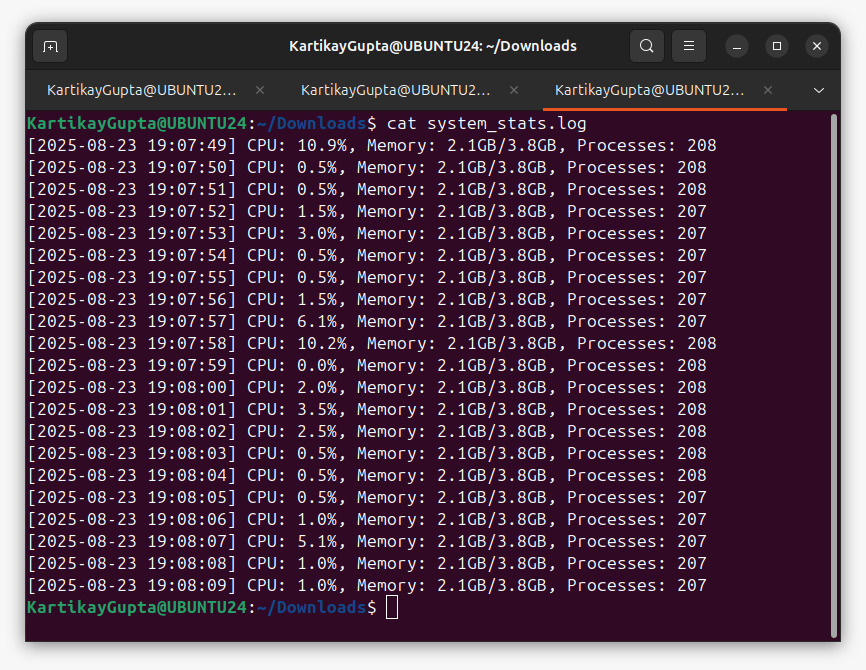 KartikayGupta@UBUNTU24: ~/Downloads
KartikayGupta@UBUNTU2... KartikayGupta@UBUNTU2... KartikayGupta@UBUNTU2...
KartikayGupta@UBUNTU24:~/Downloads$ cat system_stats.log
[2025-08-23 19:07:49] CPU: 10.9%, Memory: 2.1GB/3.8GB, Processes: 208
[2025-08-23 19:07:50] CPU: 0.5%, Memory: 2.1GB/3.8GB, Processes: 208
[2025-08-23 19:07:51] CPU: 0.5%, Memory: 2.1GB/3.8GB, Processes: 208
[2025-08-23 19:07:52] CPU: 1.5%, Memory: 2.1GB/3.8GB, Processes: 207
[2025-08-23 19:07:53] CPU: 3.0%, Memory: 2.1GB/3.8GB, Processes: 207
[2025-08-23 19:07:54] CPU: 0.5%, Memory: 2.1GB/3.8GB, Processes: 207
[2025-08-23 19:07:55] CPU: 0.5%, Memory: 2.1GB/3.8GB, Processes: 207
[2025-08-23 19:07:56] CPU: 1.5%, Memory: 2.1GB/3.8GB, Processes: 207
[2025-08-23 19:07:57] CPU: 6.1%, Memory: 2.1GB/3.8GB, Processes: 207
[2025-08-23 19:07:58] CPU: 10.2%, Memory: 2.1GB/3.8GB, Processes: 208
[2025-08-23 19:07:59] CPU: 0.0%, Memory: 2.1GB/3.8GB, Processes: 208
[2025-08-23 19:08:00] CPU: 2.0%, Memory: 2.1GB/3.8GB, Processes: 208
[2025-08-23 19:08:01] CPU: 3.5%, Memory: 2.1GB/3.8GB, Processes: 208
[2025-08-23 19:08:02] CPU: 2.5%, Memory: 2.1GB/3.8GB, Processes: 208
[2025-08-23 19:08:03] CPU: 0.5%, Memory: 2.1GB/3.8GB, Processes: 208
[2025-08-23 19:08:04] CPU: 0.5%, Memory: 2.1GB/3.8GB, Processes: 208
[2025-08-23 19:08:05] CPU: 0.5%, Memory: 2.1GB/3.8GB, Processes: 207
[2025-08-23 19:08:06] CPU: 1.0%, Memory: 2.1GB/3.8GB, Processes: 207
[2025-08-23 19:08:07] CPU: 5.1%, Memory: 2.1GB/3.8GB, Processes: 207
[2025-08-23 19:08:08] CPU: 1.0%, Memory: 2.1GB/3.8GB, Processes: 207
[2025-08-23 19:08:09] CPU: 1.0%, Memory: 2.1GB/3.8GB, Processes: 207
KartikayGupta@UBUNTU24:~/Downloads$